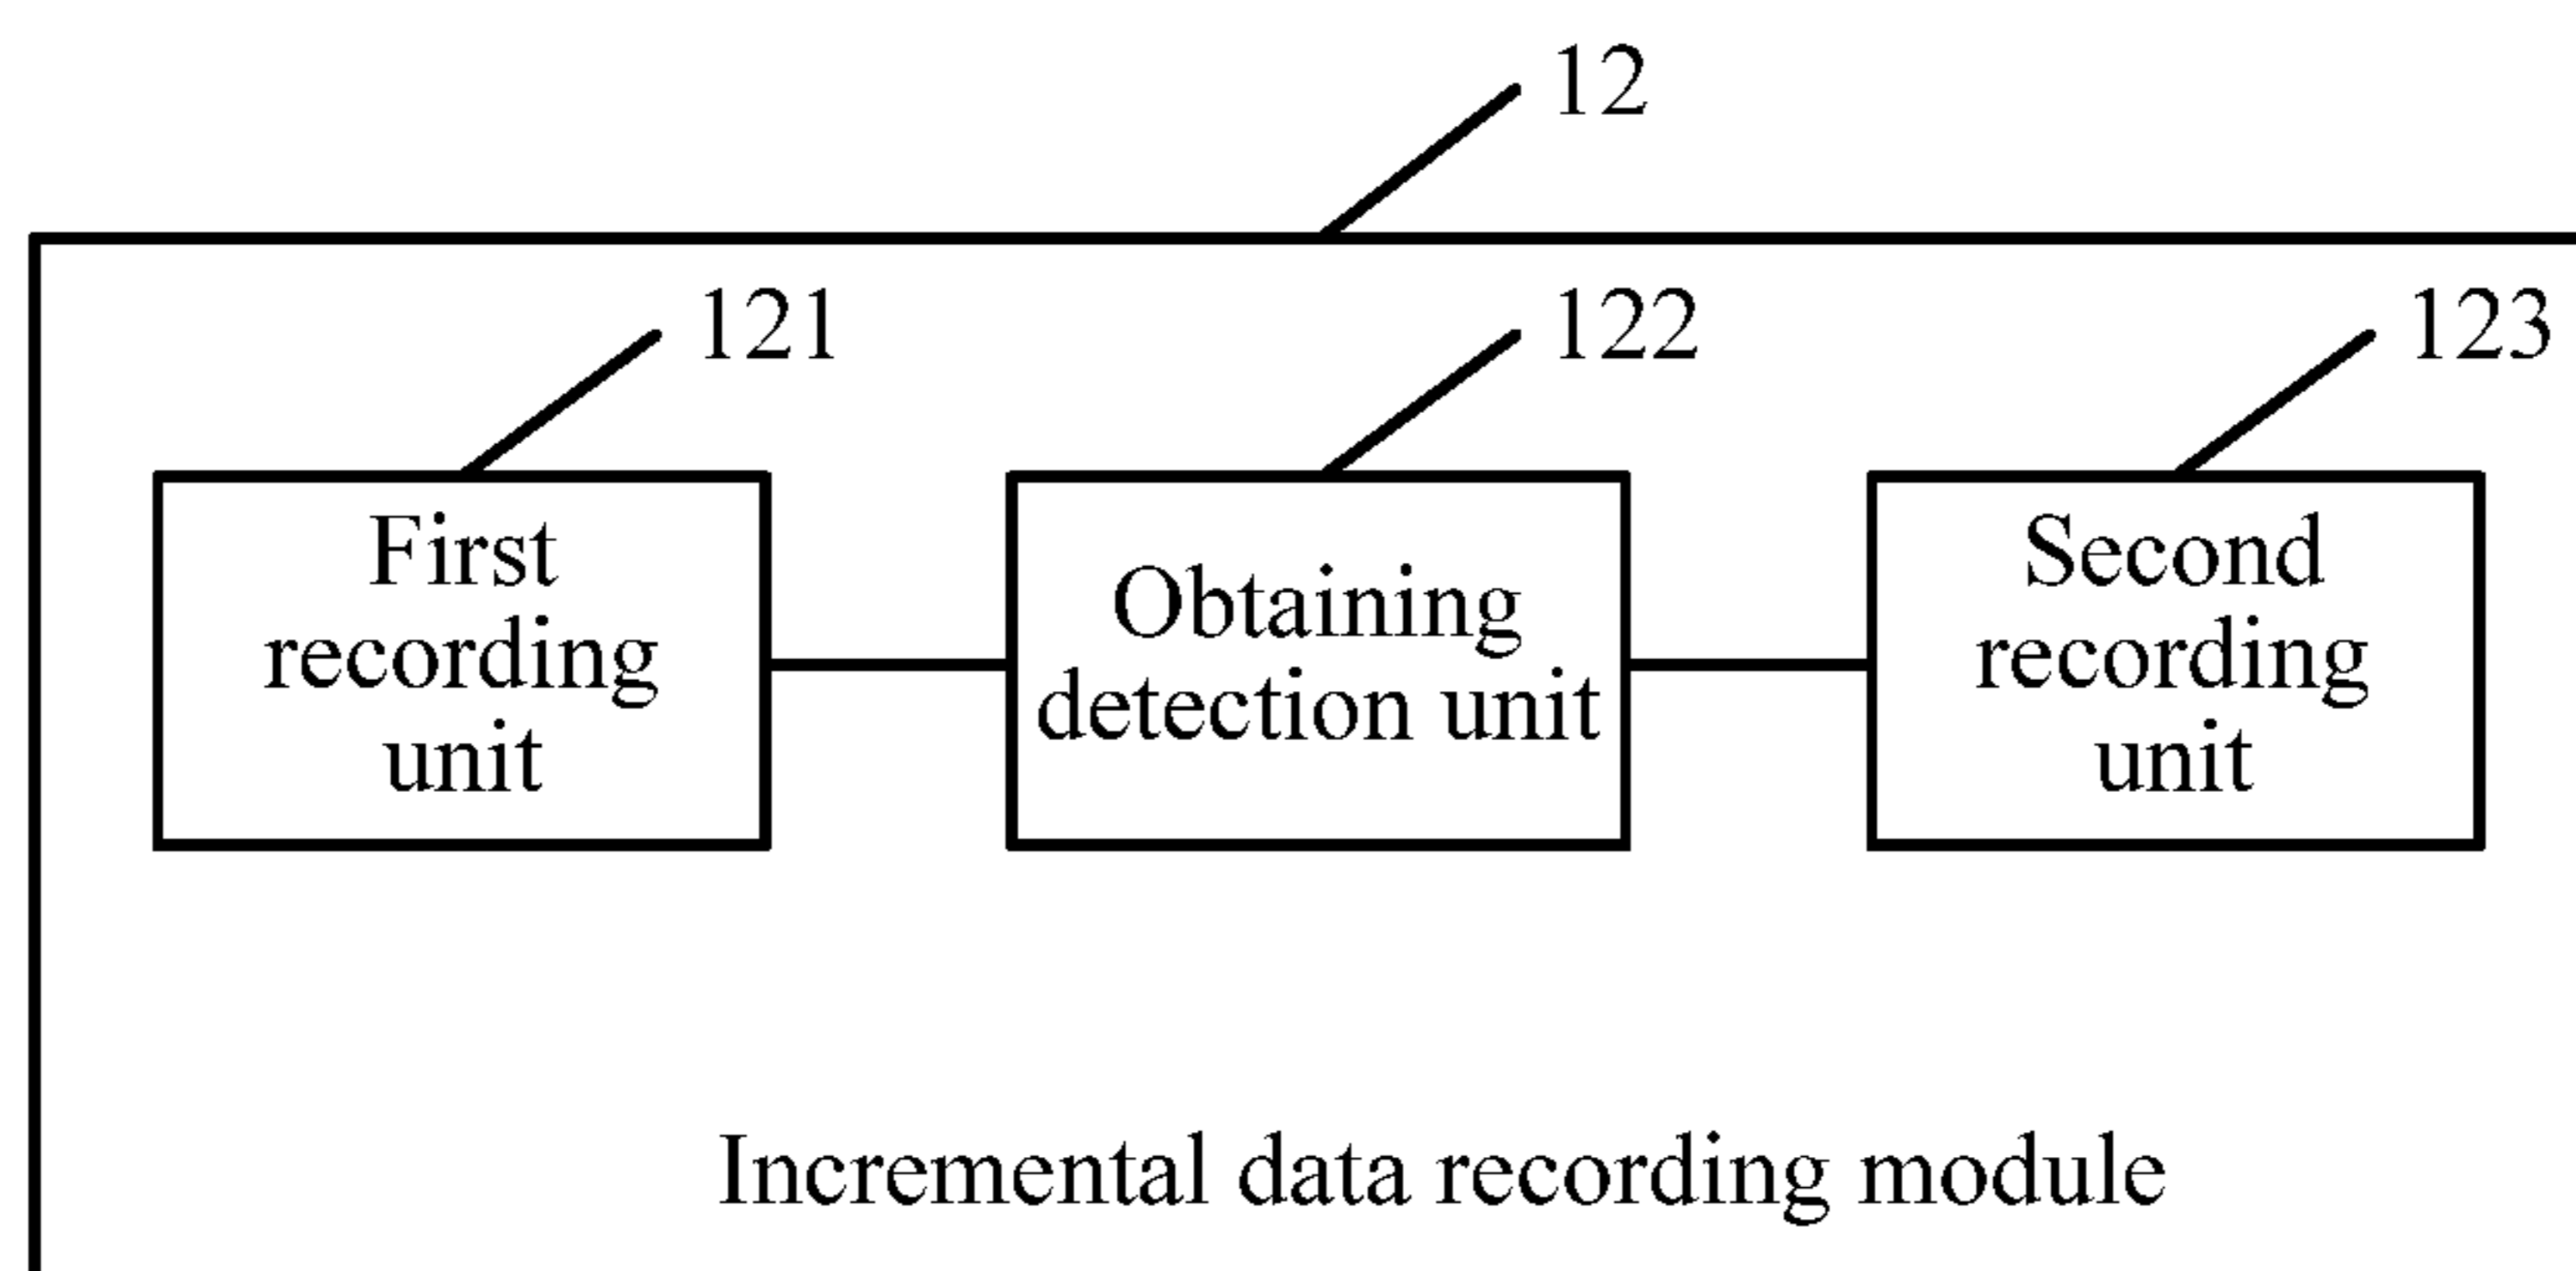 12
121
122
123
First
recording
unit
Obtaining
detection unit
Second
recording
unit
Incremental data recording module